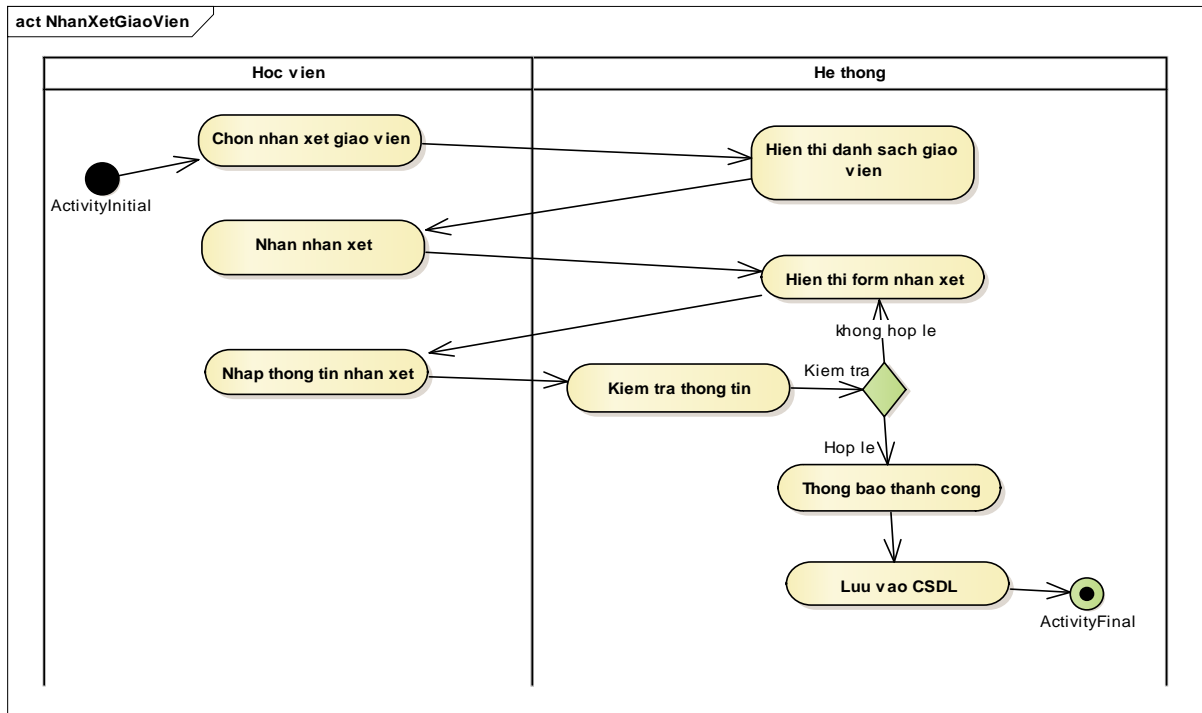 act NhanXetGiaoVien
Hoc vien
He thong
Chon nhan xet giao vien
Hien thi danh sach giao
vien
ActivityInitial
Nhan nhan xet
Hien thi form nhan xet
khong hop le
Nhap thong tin nhan xet
Kiem tra thong tin
Kiem tra
Hop le
Thong bao thanh cong
Luu vao CSDL
ActivityFinal